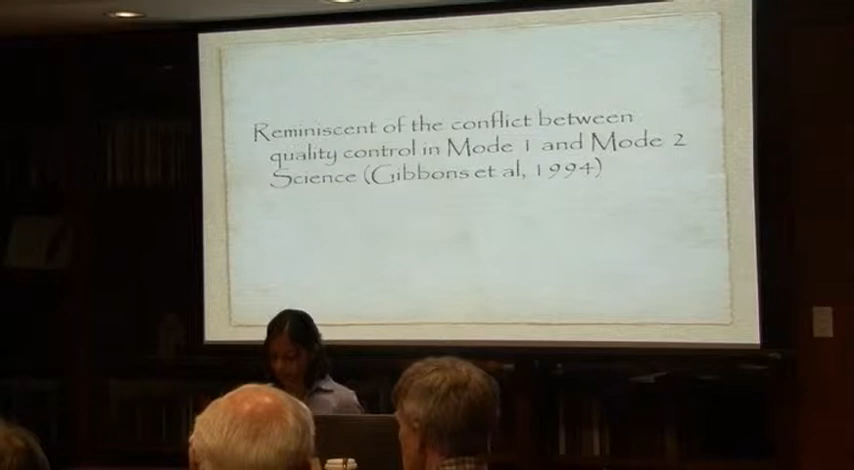 Reminiscent of the conflict between
quality control in Mode 1 and Mode 2
Science (Gibbons et al, 1994)